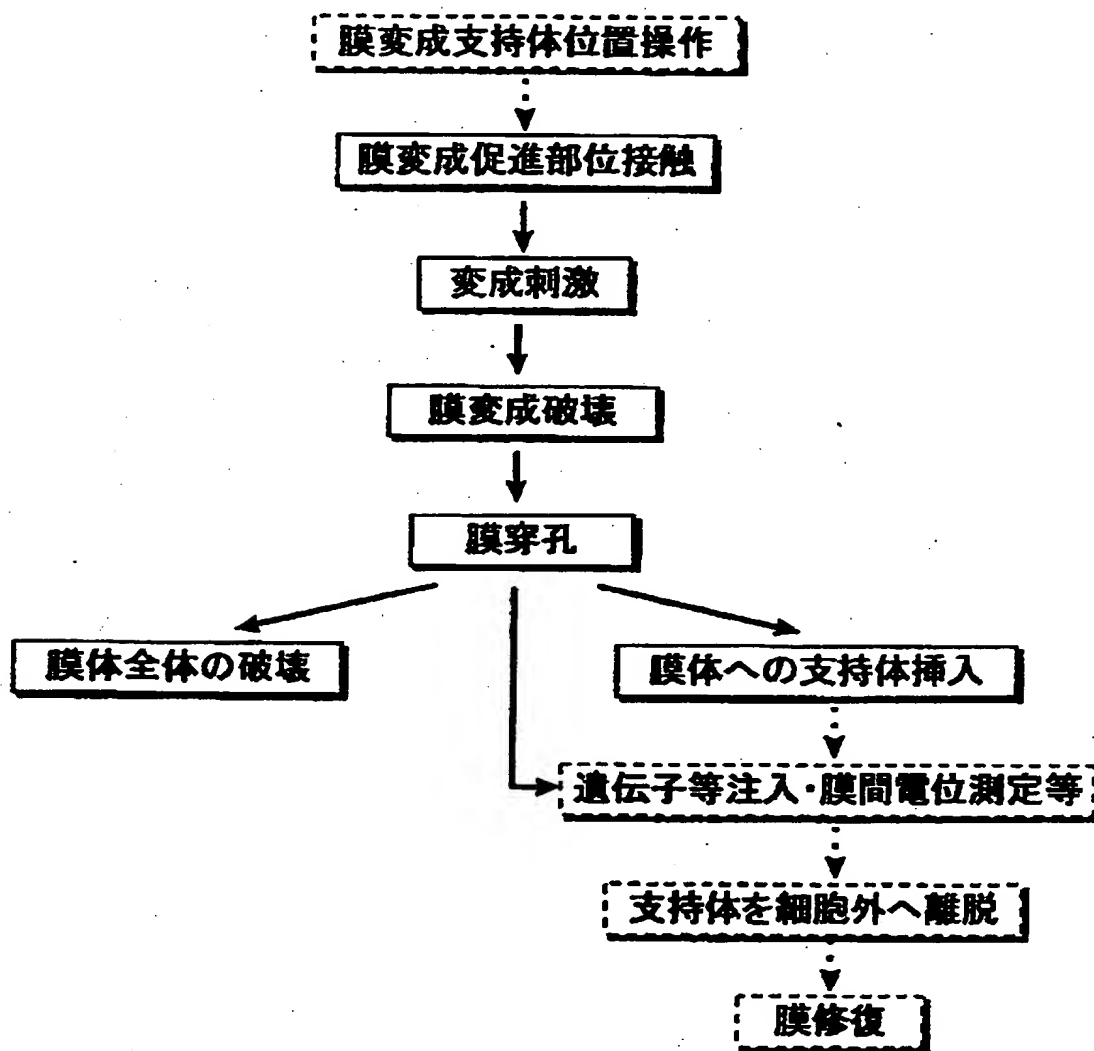 膜変成支持体位置操作
膜変成促進部位接触
変成刺激
膜変成破壊
膜穿孔
膜体全体の破壊
膜体への支持体挿入
遺伝子等注入・膜間電位測定等
支持体を細胞外へ離脱
膜修復